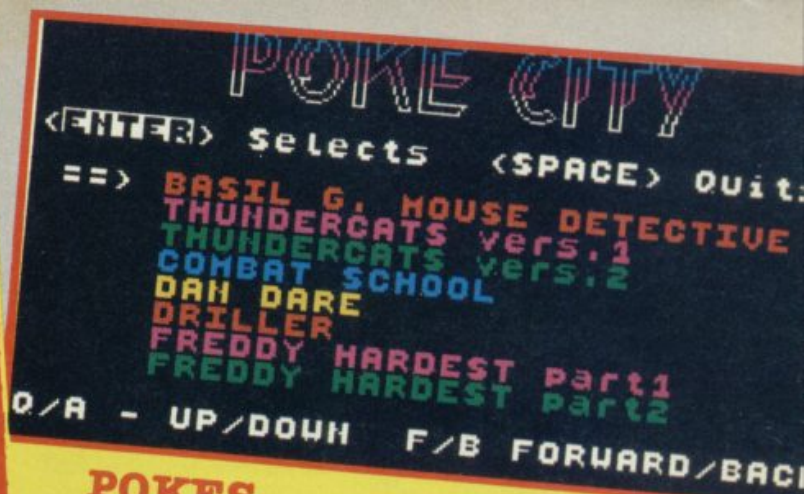 POKE CITY
<ENTER> Selects <SPACE> Quit
==> BASIL G. MOUSE DETECTIVE
THUNDERCATS vers.1
THUNDERCATS vers.2
COMBAT SCHOOL
DAN DARE
DRILLER
FREDDY HARDEST part1
FREDDY HARDEST part2
Q/A - UP/DOWN F/B FORWARD/BACK
POKES